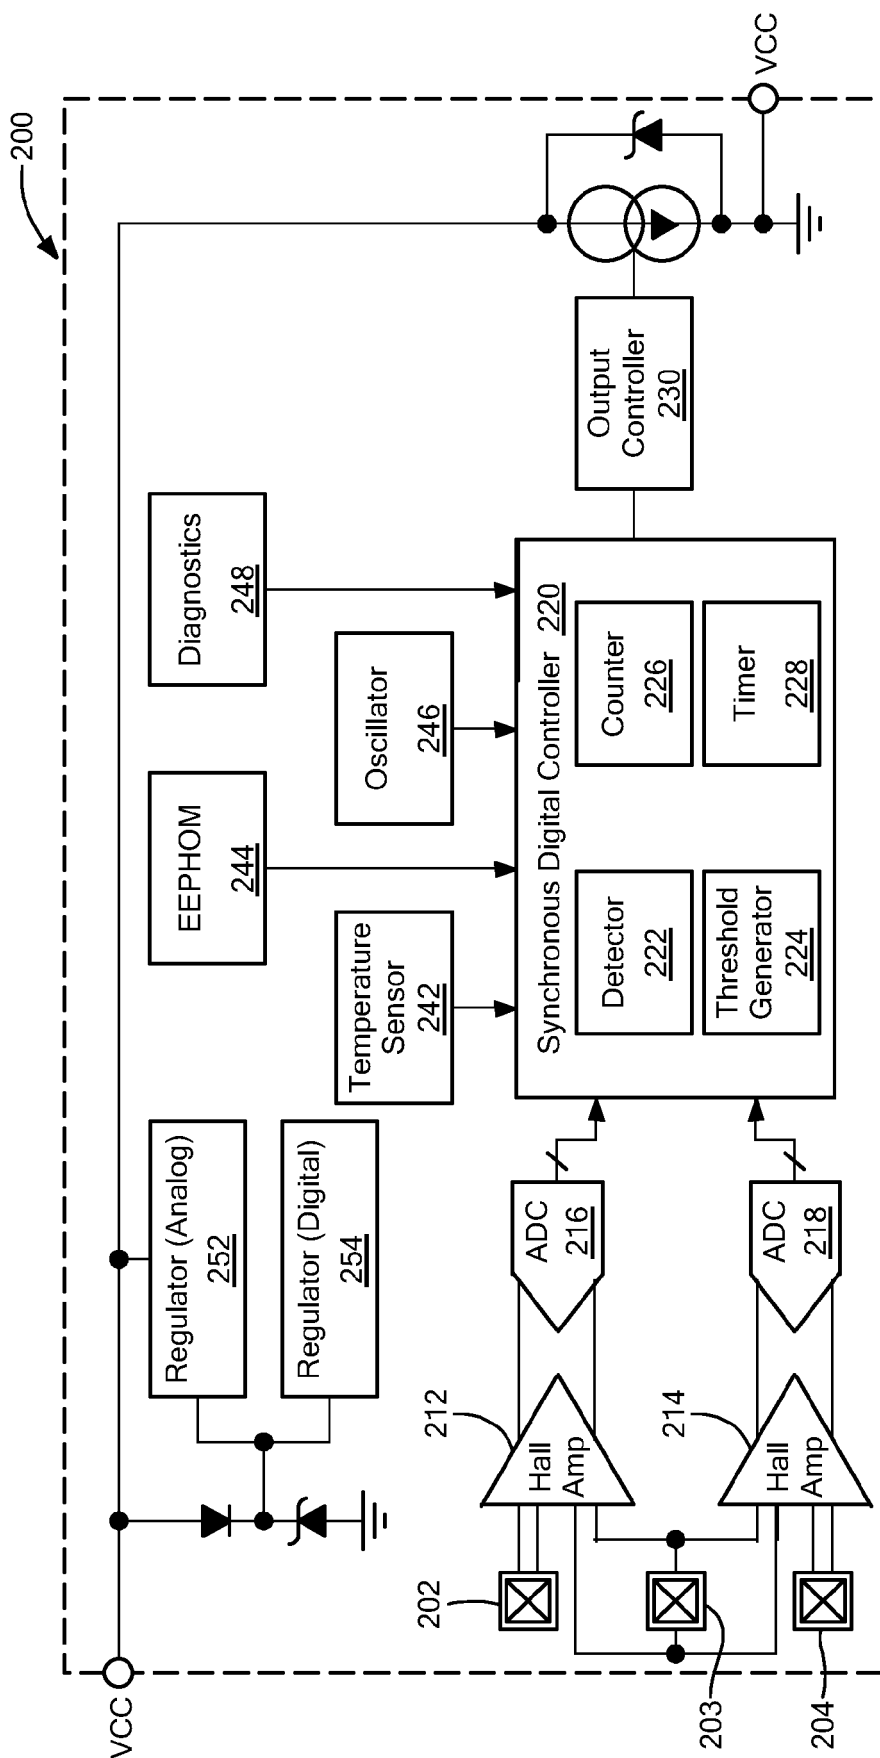 200
VCC
VCC
Regulator (Analog)
252
Regulator (Digital)
254
EEPHOM
244
Diagnostics
248
Temperature
Sensor
242
Oscillator
246
Synchronous Digital Controller 220
Detector
222
Counter
226
Threshold
Generator
224
Timer
228
Output
Controller
230
202
203
204
212
Hall
Amp
214
Hall
Amp
ADC
216
ADC
218